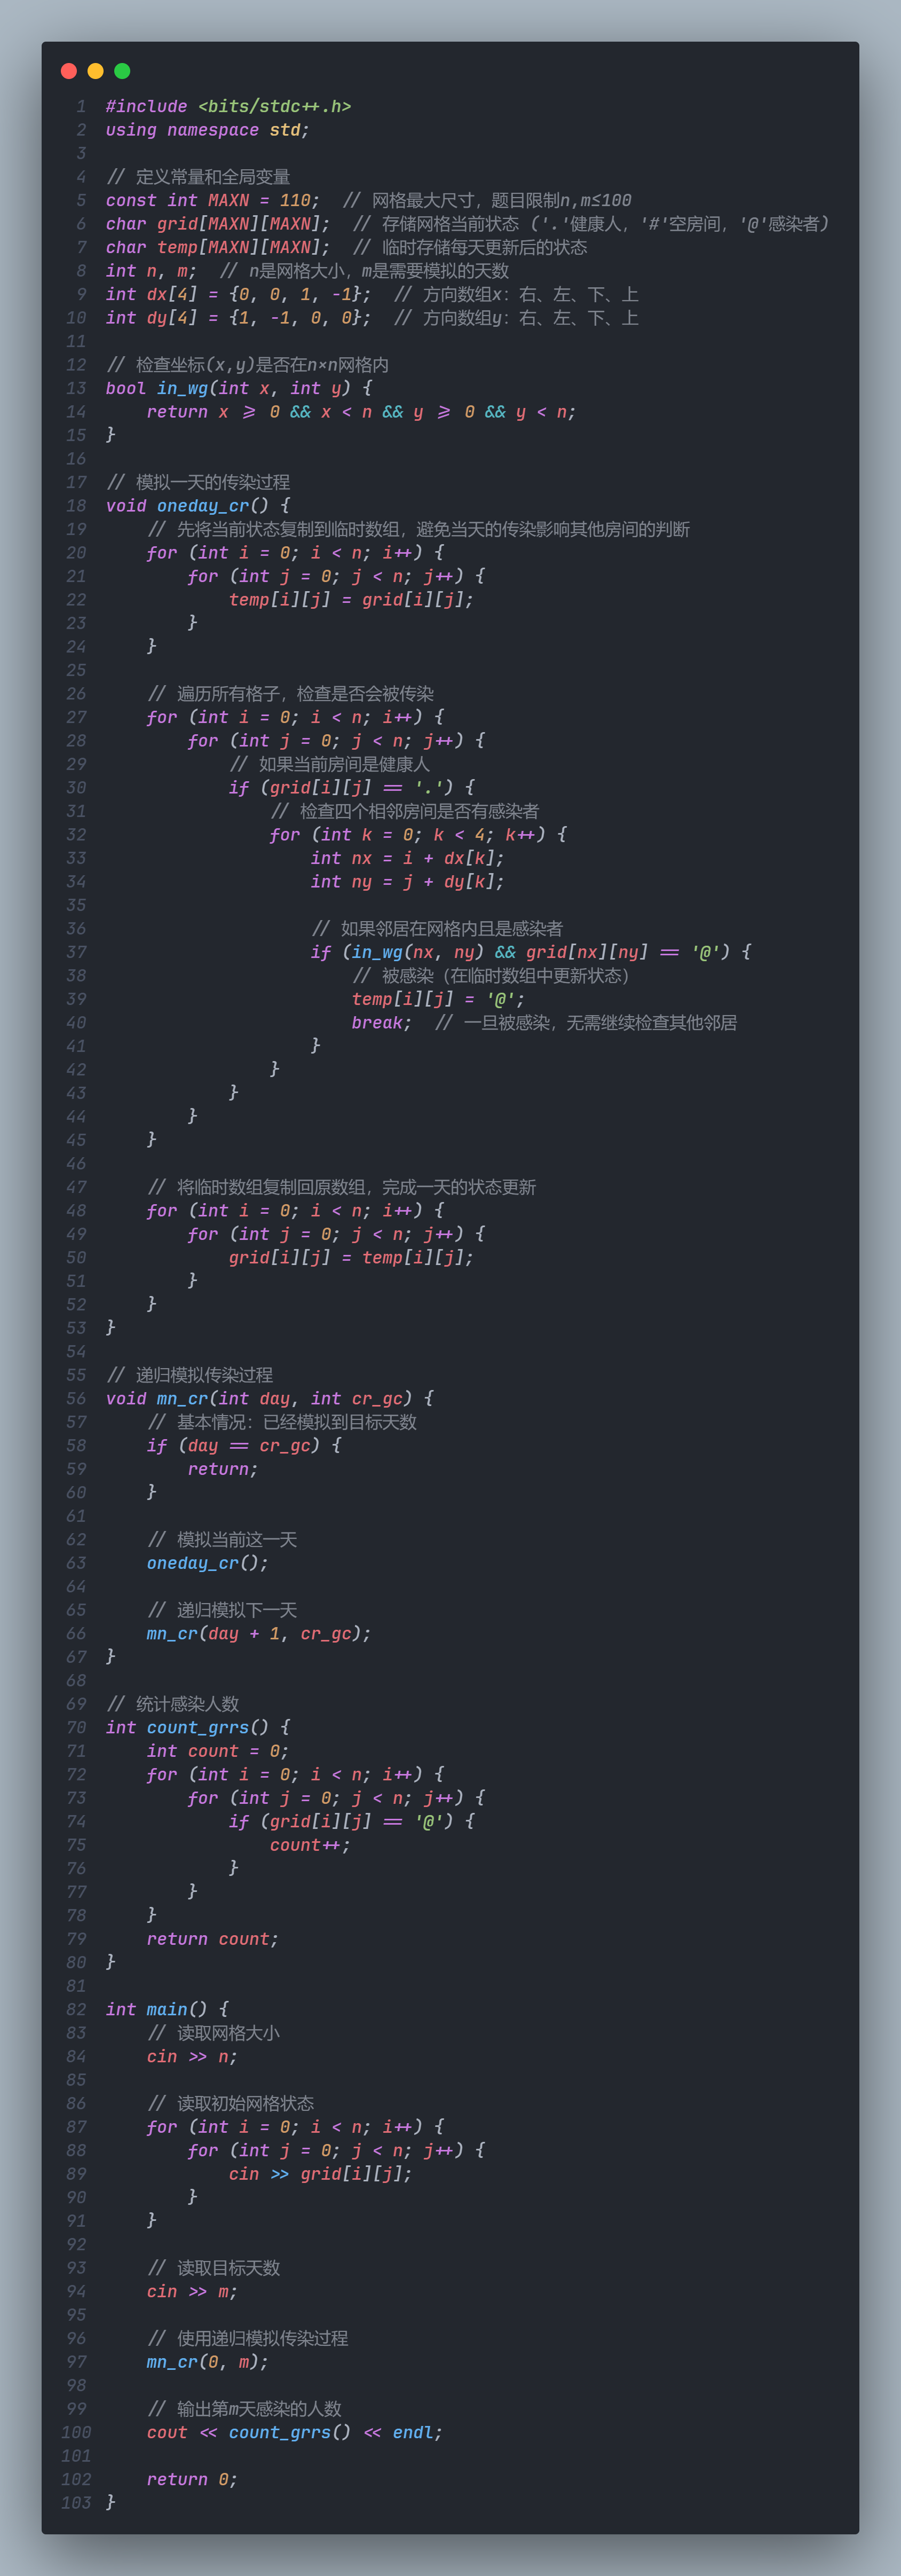 1 #include <bits/stdc++.h>
2 using namespace std;
3
4 // 定义常量和全局变量
5 const int MAXN = 110;  // 网格最大尺寸，题目限制n,m≤100
6 char grid[MAXN][MAXN];  // 存储网格当前状态 ('.'健康人，'#'空房间，'@'感染者)
7 char temp[MAXN][MAXN];  // 临时存储每天更新后的状态
8 int n, m;  // n是网格大小，m是需要模拟的天数
9 int dx[4] = {0, 0, 1, -1};  // 方向数组x：右、左、下、上
10 int dy[4] = {1, -1, 0, 0};  // 方向数组y：右、左、下、上
11
12 // 检查坐标(x,y)是否在n×n网格内
13 bool in_wg(int x, int y) {
14     return x >= 0 && x < n && y >= 0 && y < n;
15 }
16
17 // 模拟一天的传染过程
18 void oneday_cr() {
19     // 先将当前状态复制到临时数组，避免当天的传染影响其他房间的判断
20     for (int i = 0; i < n; i++) {
21         for (int j = 0; j < n; j++) {
22             temp[i][j] = grid[i][j];
23         }
24     }
25
26     // 遍历所有格子，检查是否会被传染
27     for (int i = 0; i < n; i++) {
28         for (int j = 0; j < n; j++) {
29             // 如果当前房间是健康人
30             if (grid[i][j] == '.') {
31                 // 检查四个相邻房间是否有感染者
32                 for (int k = 0; k < 4; k++) {
33                     int nx = i + dx[k];
34                     int ny = j + dy[k];
35
36                     // 如果邻居在网格内且是感染者
37                     if (in_wg(nx, ny) && grid[nx][ny] == '@') {
38                         // 被感染（在临时数组中更新状态）
39                         temp[i][j] = '@';
40                         break;  // 一旦被感染，无需继续检查其他邻居
41                     }
42                 }
43             }
44         }
45     }
46
47     // 将临时数组复制回原数组，完成一天的状态更新
48     for (int i = 0; i < n; i++) {
49         for (int j = 0; j < n; j++) {
50             grid[i][j] = temp[i][j];
51         }
52     }
53 }
54
55 // 递归模拟传染过程
56 void mn_cr(int day, int cr_gc) {
57     // 基本情况：已经模拟到目标天数
58     if (day == cr_gc) {
59         return;
60     }
61
62     // 模拟当前这一天
63     oneday_cr();
64
65     // 递归模拟下一天
66     mn_cr(day + 1, cr_gc);
67 }
68
69 // 统计感染人数
70 int count_grrs() {
71     int count = 0;
72     for (int i = 0; i < n; i++) {
73         for (int j = 0; j < n; j++) {
74             if (grid[i][j] == '@') {
75                 count++;
76             }
77         }
78     }
79     return count;
80 }
81
82 int main() {
83     // 读取网格大小
84     cin >> n;
85
86     // 读取初始网格状态
87     for (int i = 0; i < n; i++) {
88         for (int j = 0; j < n; j++) {
89             cin >> grid[i][j];
90         }
91     }
92
93     // 读取目标天数
94     cin >> m;
95
96     // 使用递归模拟传染过程
97     mn_cr(0, m);
98
99     // 输出第m天感染的人数
100     cout << count_grrs() << endl;
101
102     return 0;
103 }